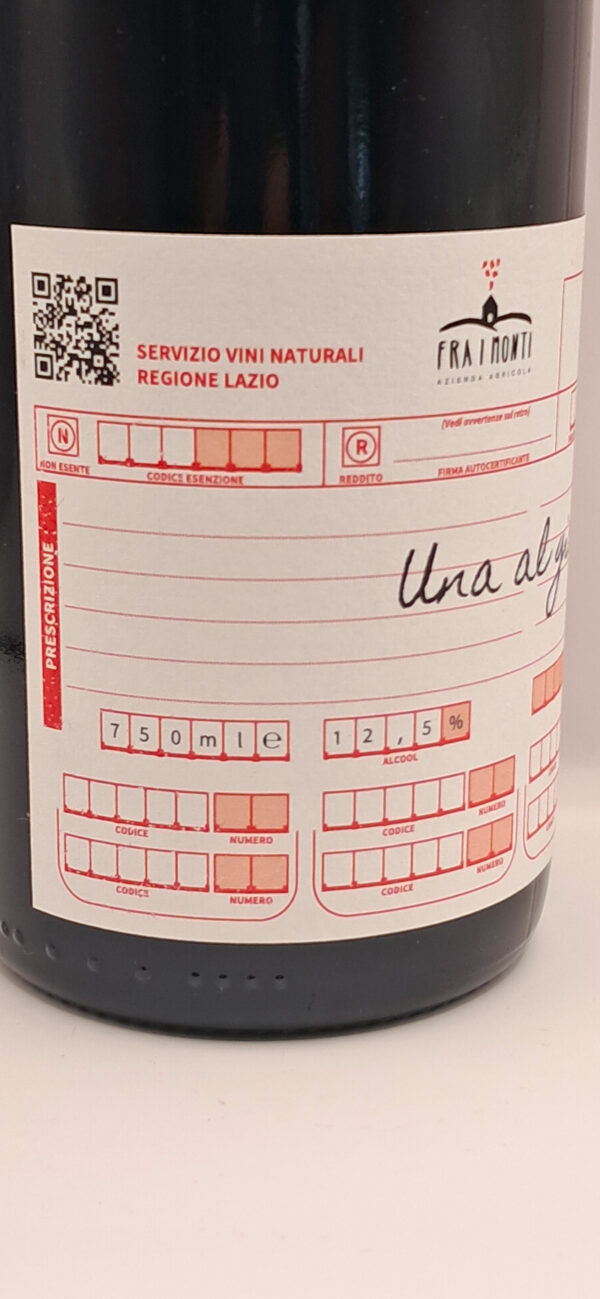 SERVIZIO VINI NATURALI
REGIONE LAZIO
FRA I MONTI
AZIENDA AGRICOLA
N
NON ESENTE
CODICE ESENZIONE
R
REDDITO
(Vedi avvertenze sul retro)
FIRMA AUTOCERTIFICANTE
PRESCRIZIONE
Una al
750ml℮
12,5%
ALCOOL
CODICE NUMERO
CODICE NUMERO
CODICE NUMERO
CODICE NUMERO